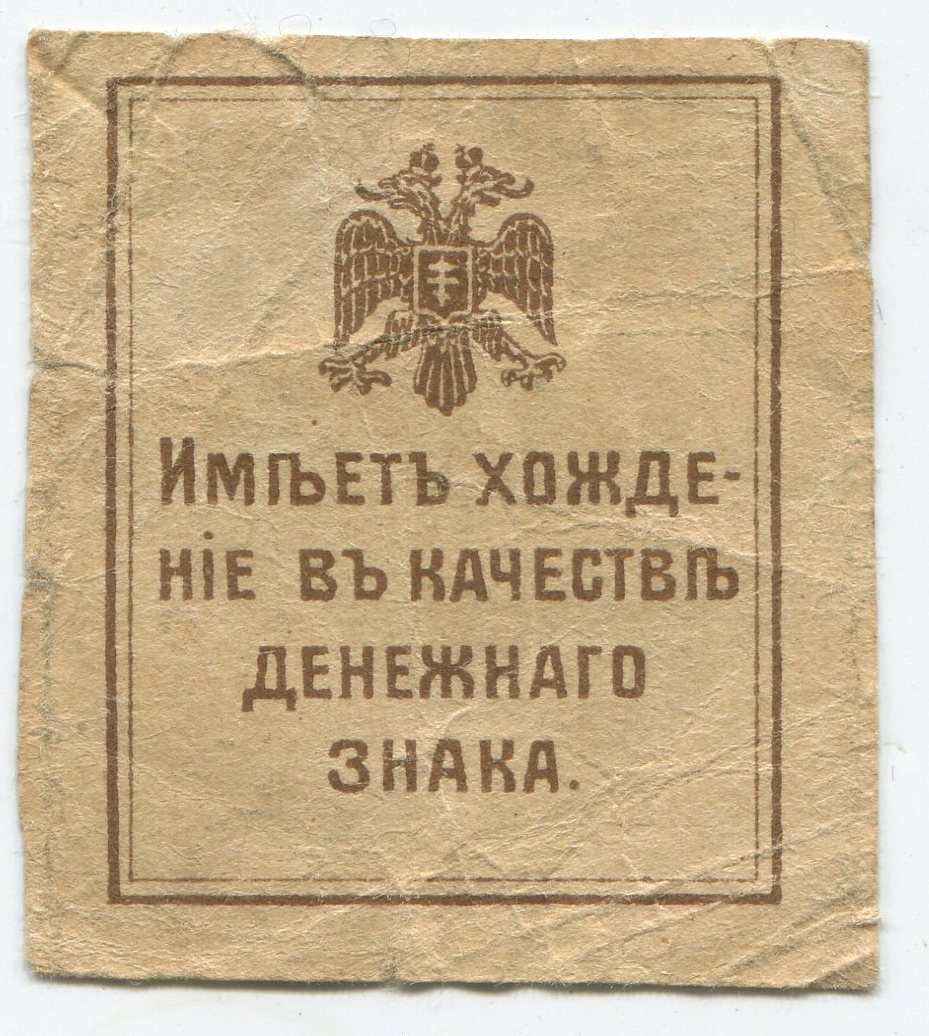 Имѣетъ хожде-
ніе въ качествѣ
денежнаго
знака.